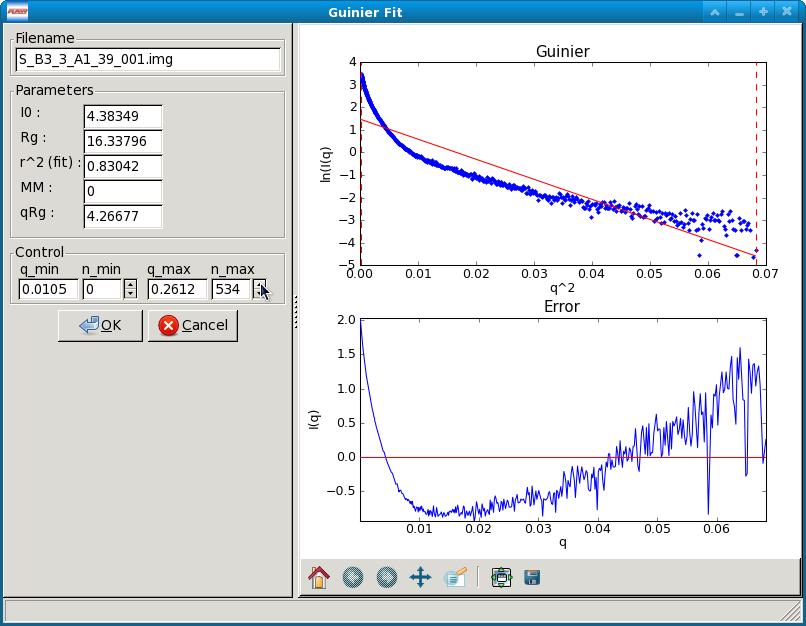 Guinier Fit
Filename
S_B3_3_A1_39_001.img
Parameters
I0 : 4.38349
Rg : 16.33796
r^2 (fit) : 0.83042
MM : 0
qRg : 4.26677
Control
q_min n_min q_max n_max
0.0105 0 0.2612 534
OK Cancel
Guinier
4
3
2
1
0
−1
−2
−3
−4
−5
ln(I(q)
0.00 0.01 0.02 0.03 0.04 0.05 0.06 0.07
q^2
Error
2.0
1.5
1.0
0.5
0.0
−0.5
I(q)
0.01 0.02 0.03 0.04 0.05 0.06
q